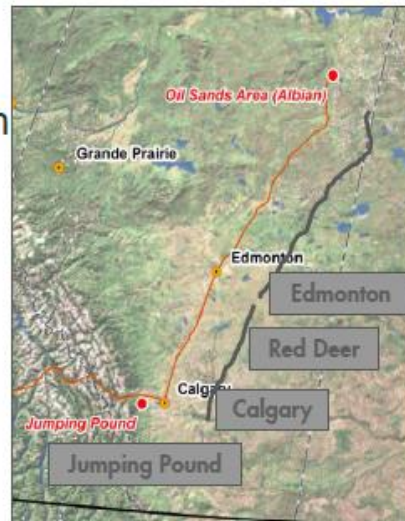 n
Oil Sands Area (Albian)
Grande Prairie
Edmonton
Edmonton
Red Deer
Calgary
Calgary
Jumping Pound
Jumping Pound